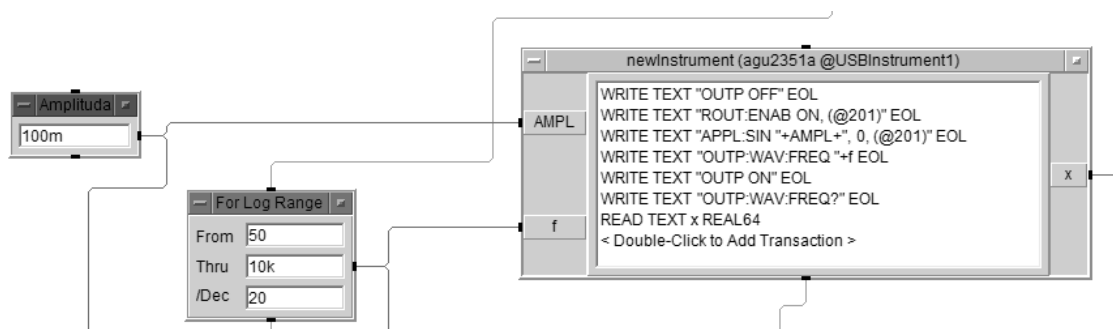 newInstrument (agu2351a @USBInstrument1)
WRITE TEXT "OUTP OFF" EOL
WRITE TEXT "ROUT:ENAB ON, (@201)" EOL
WRITE TEXT "APPL:SIN "+AMPL+", 0, (@201)" EOL
WRITE TEXT "OUTP:WAV:FREQ "+f EOL
WRITE TEXT "OUTP ON" EOL
WRITE TEXT "OUTP:WAV:FREQ?" EOL
READ TEXT x REAL64
< Double-Click to Add Transaction >
AMPL
f
x
Amplituda
100m
For Log Range
From 50
Thru 10k
/Dec 20